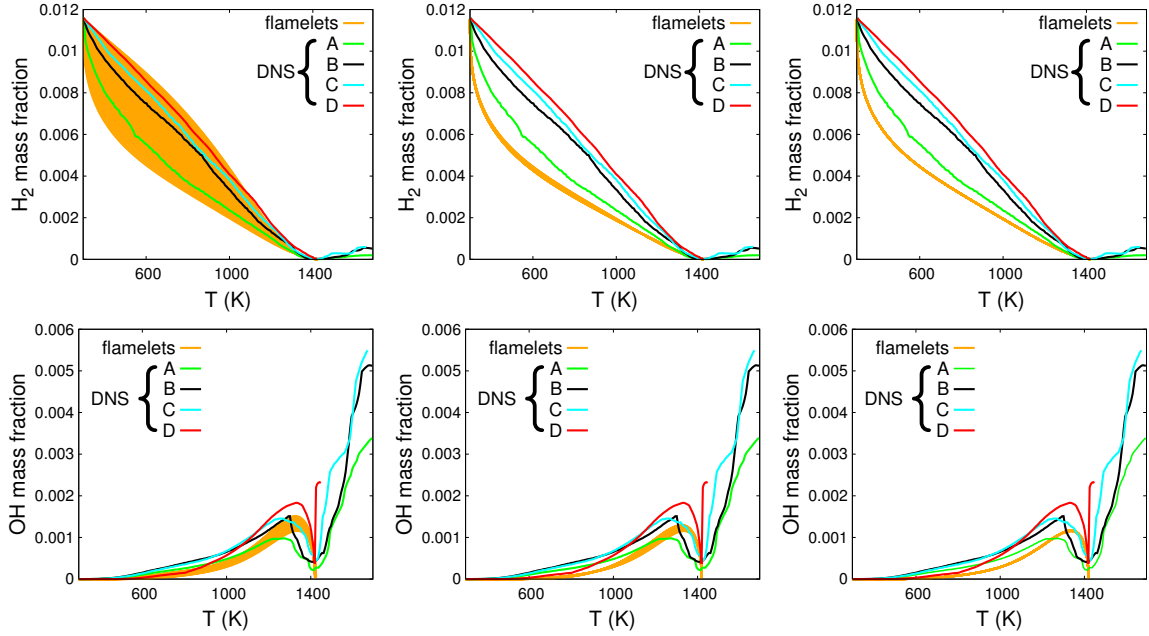 0.012
0.01
0.008
0.006
0.004
0.002
0
H2 mass fraction
600 1000 1400
T (K)
flamelets
DNS
A
B
C
D
0.012
0.01
0.008
0.006
0.004
0.002
0
H2 mass fraction
600 1000 1400
T (K)
flamelets
DNS
A
B
C
D
0.012
0.01
0.008
0.006
0.004
0.002
0
H2 mass fraction
600 1000 1400
T (K)
flamelets
DNS
A
B
C
D
0.006
0.005
0.004
0.003
0.002
0.001
0
OH mass fraction
600 1000 1400
T (K)
flamelets
DNS
A
B
C
D
0.006
0.005
0.004
0.003
0.002
0.001
0
OH mass fraction
600 1000 1400
T (K)
flamelets
DNS
A
B
C
D
0.006
0.005
0.004
0.003
0.002
0.001
0
OH mass fraction
600 1000 1400
T (K)
flamelets
DNS
A
B
C
D